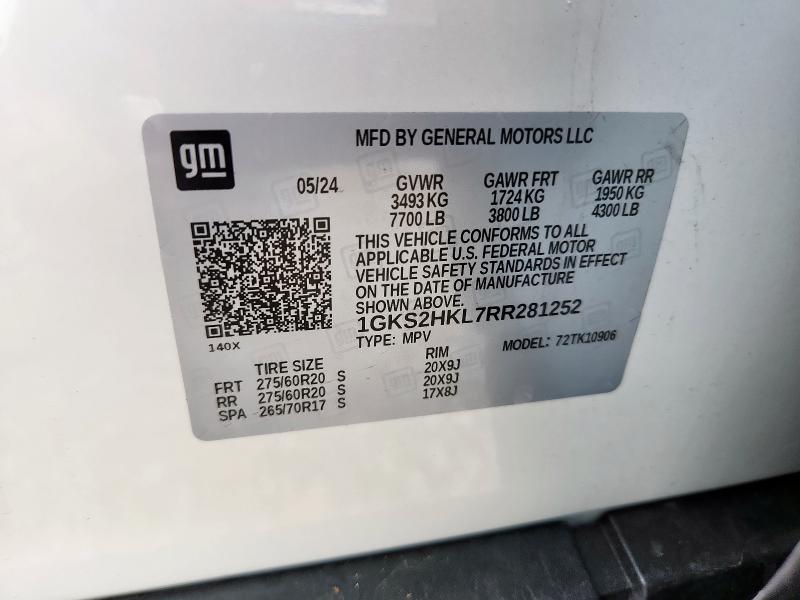 gm
MFD BY GENERAL MOTORS LLC
05/24 GVWR GAWR FRT GAWR RR
3493 KG 1724 KG 1950 KG
7700 LB 3800 LB 4300 LB
THIS VEHICLE CONFORMS TO ALL
APPLICABLE U.S. FEDERAL MOTOR
VEHICLE SAFETY STANDARDS IN EFFECT
ON THE DATE OF MANUFACTURE
SHOWN ABOVE.
1GKS2HKL7RR281252
140X
TYPE: MPV MODEL: 72TK10906
TIRE SIZE RIM
FRT 275/60R20 S 20X9J
RR 275/60R20 S 20X9J
SPA 265/70R17 S 17X8J